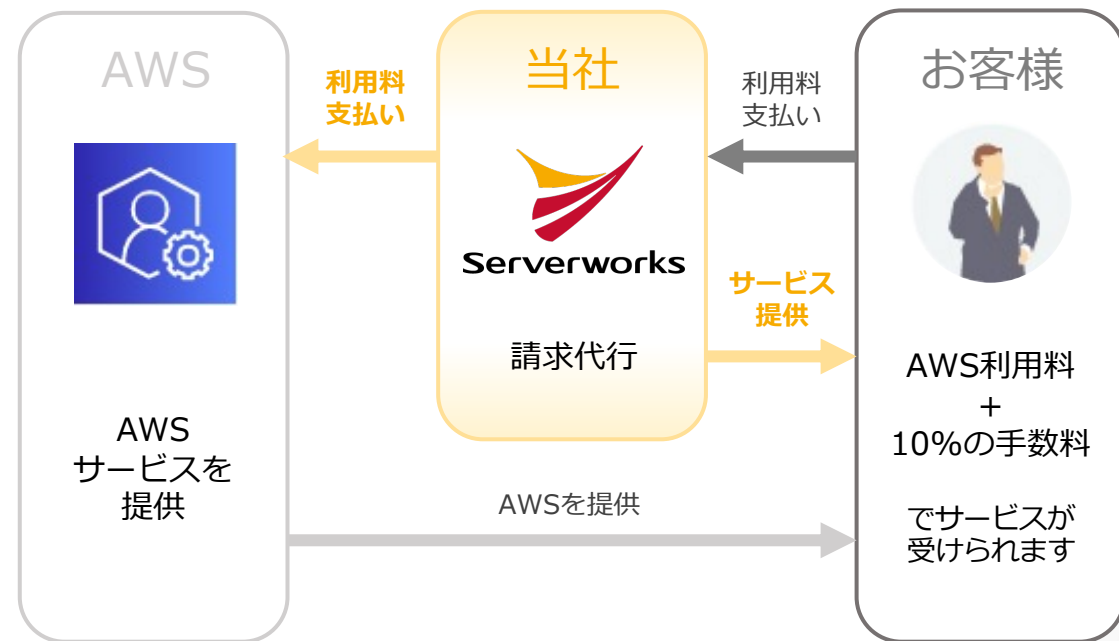 AWS
AWS
サービスを
提供
利用料
支払い
当社
Serverworks
請求代行
利用料
支払い
サービス
提供
AWSを提供
お客様
AWS利用料
+
10%の手数料
でサービスが
受けられます